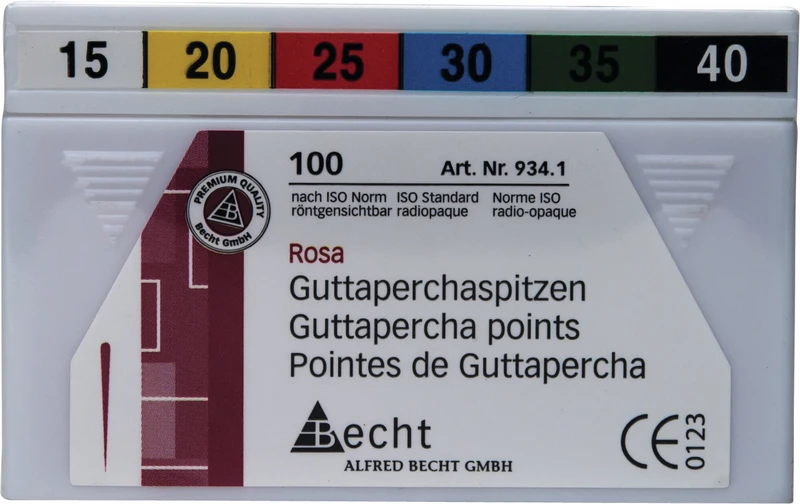 15 20 25 30 35 40
PREMIUM QUALITY
Becht GmbH
100 Art. Nr. 934.1
nach ISO Norm ISO Standard Norme ISO
röntgensichtbar radiopaque radio-opaque
Rosa
Guttaperchaspitzen
Guttapercha points
Pointes de Guttapercha
Becht
ALFRED BECHT GMBH
CE 0123